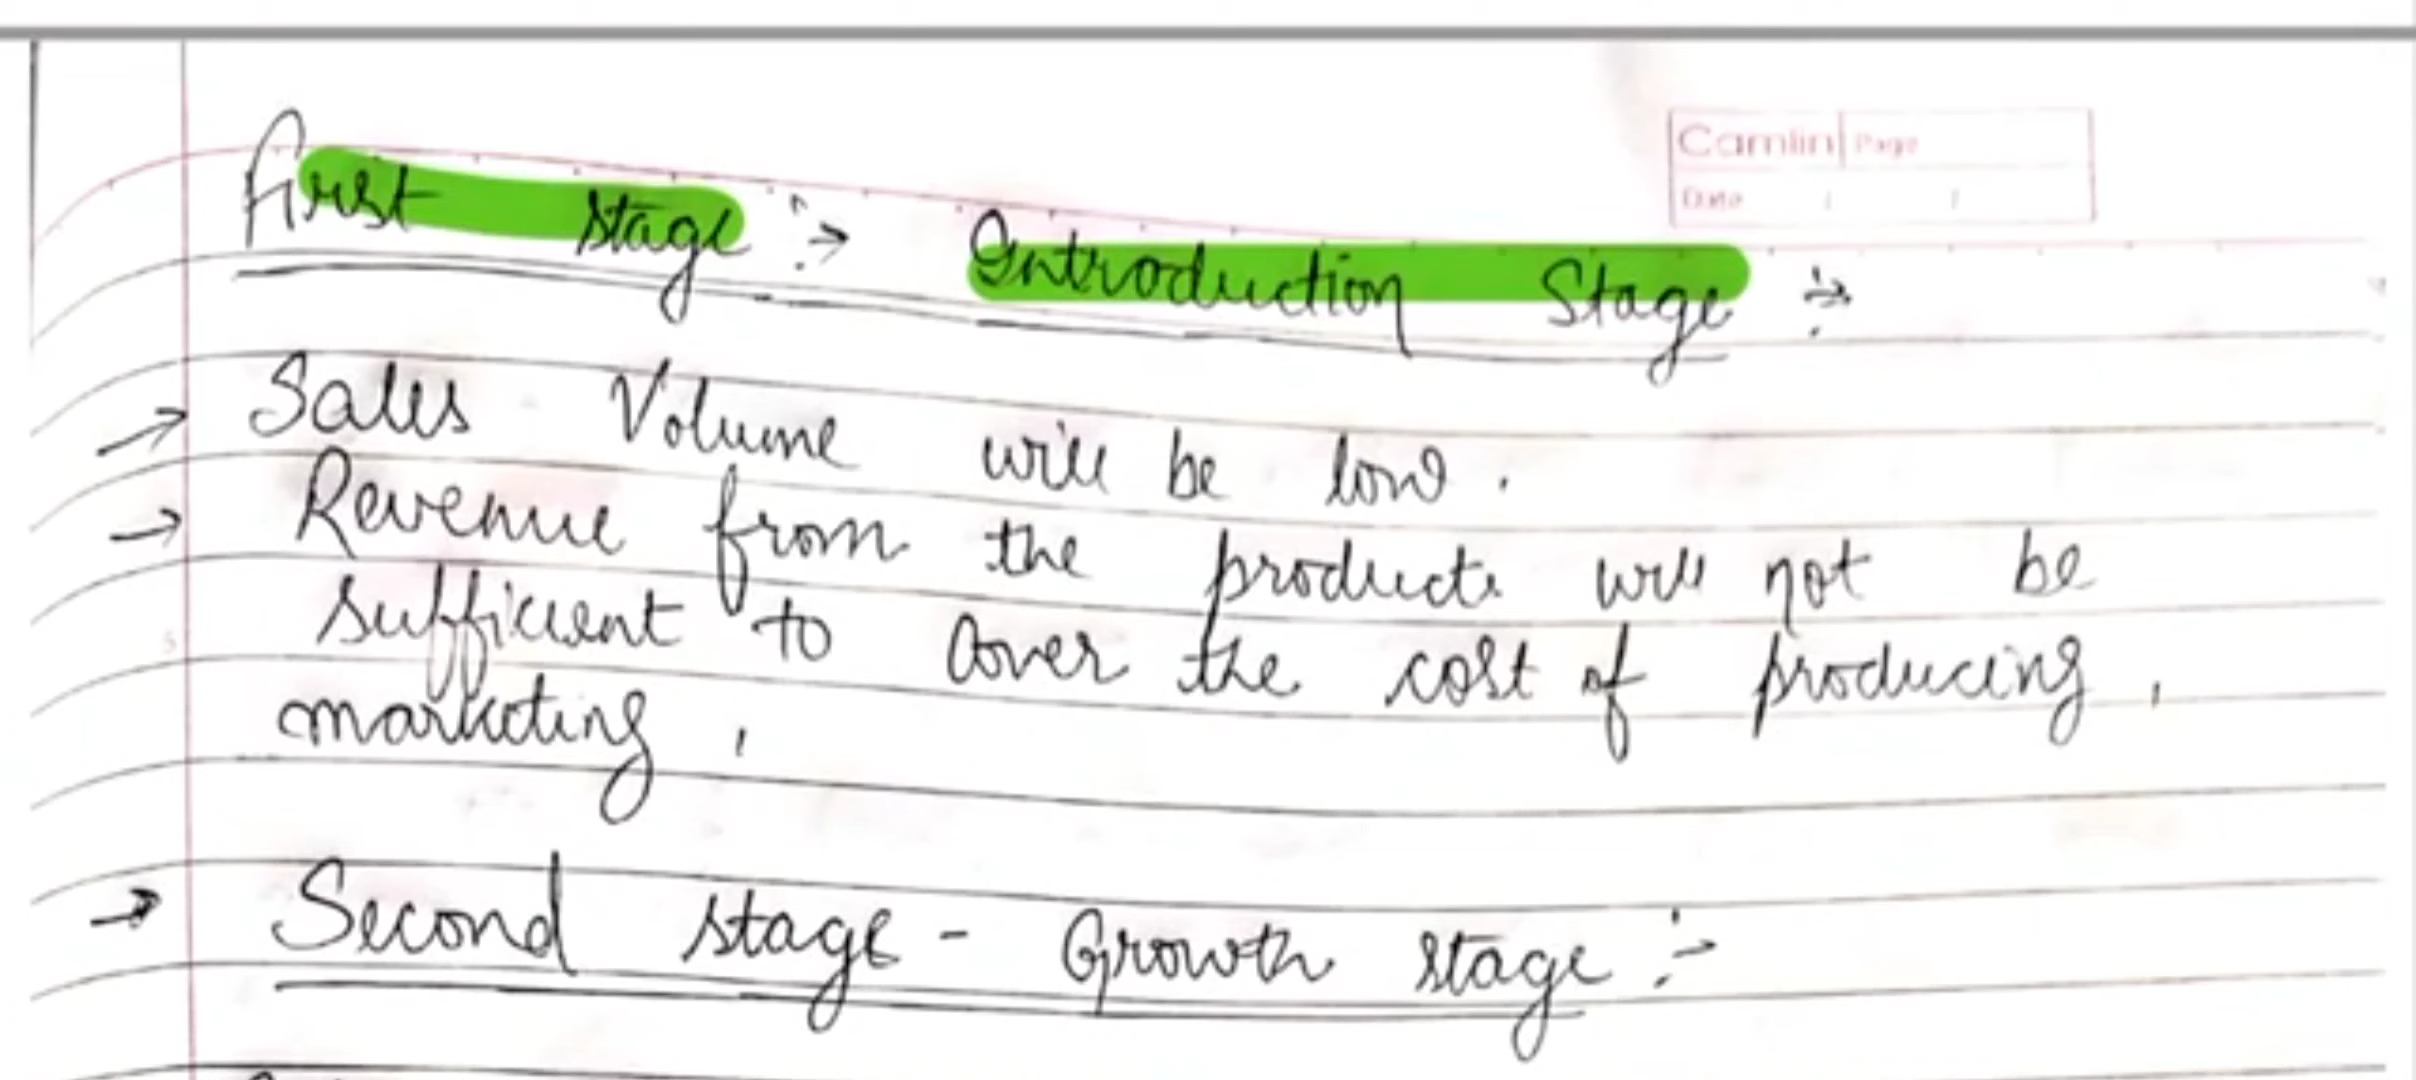 Camlin Page
Date / /
First stage :→ Introduction Stage :→
→ Sales Volume will be low.
→ Revenue from the products will not be
sufficient to cover the cost of producing,
marketing,
→ Second stage - Growth stage :-